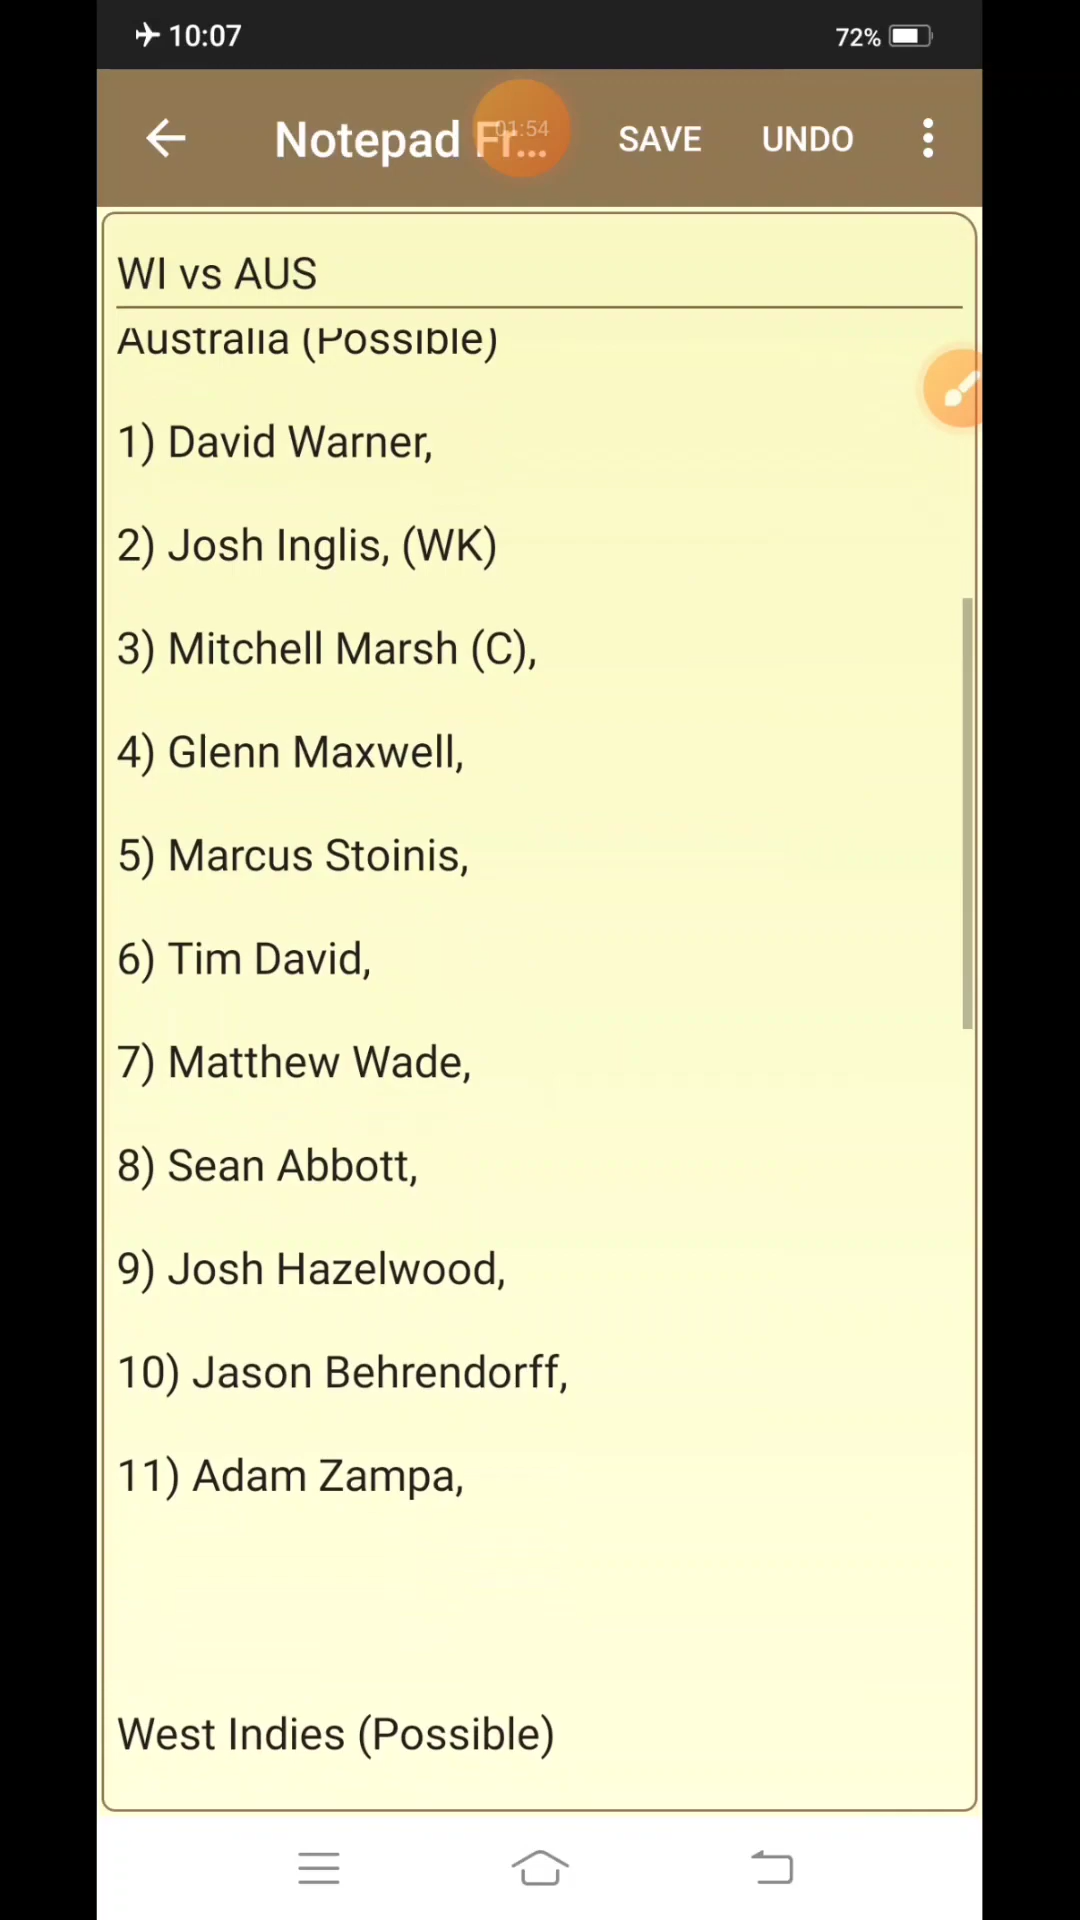 10:07
72%
Notepad Fr...
01:54
SAVE
UNDO
WI vs AUS
Australia (Possible)
1) David Warner,
2) Josh Inglis, (WK)
3) Mitchell Marsh (C),
4) Glenn Maxwell,
5) Marcus Stoinis,
6) Tim David,
7) Matthew Wade,
8) Sean Abbott,
9) Josh Hazelwood,
10) Jason Behrendorff,
11) Adam Zampa,
West Indies (Possible)